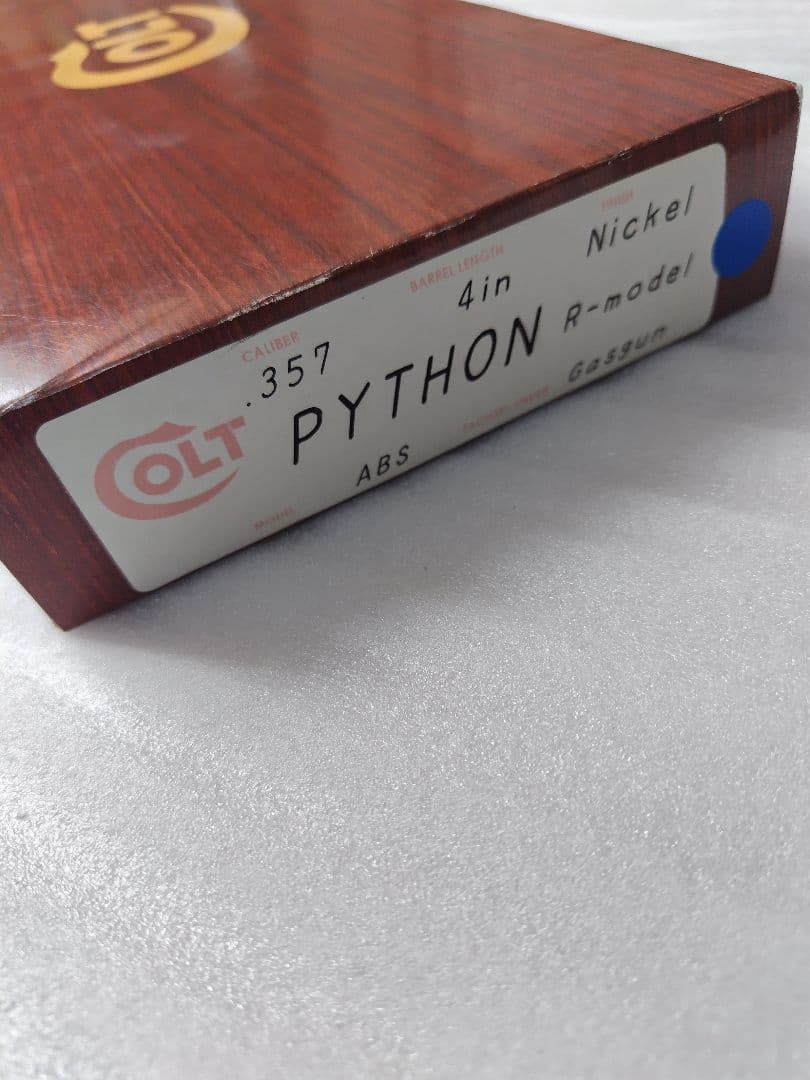 COLT
COLT
CALIBER
.357
BARREL LENGTH
4in
FINISH
Nickel
PYTHON
R-model
MODEL
ABS
Gasgun